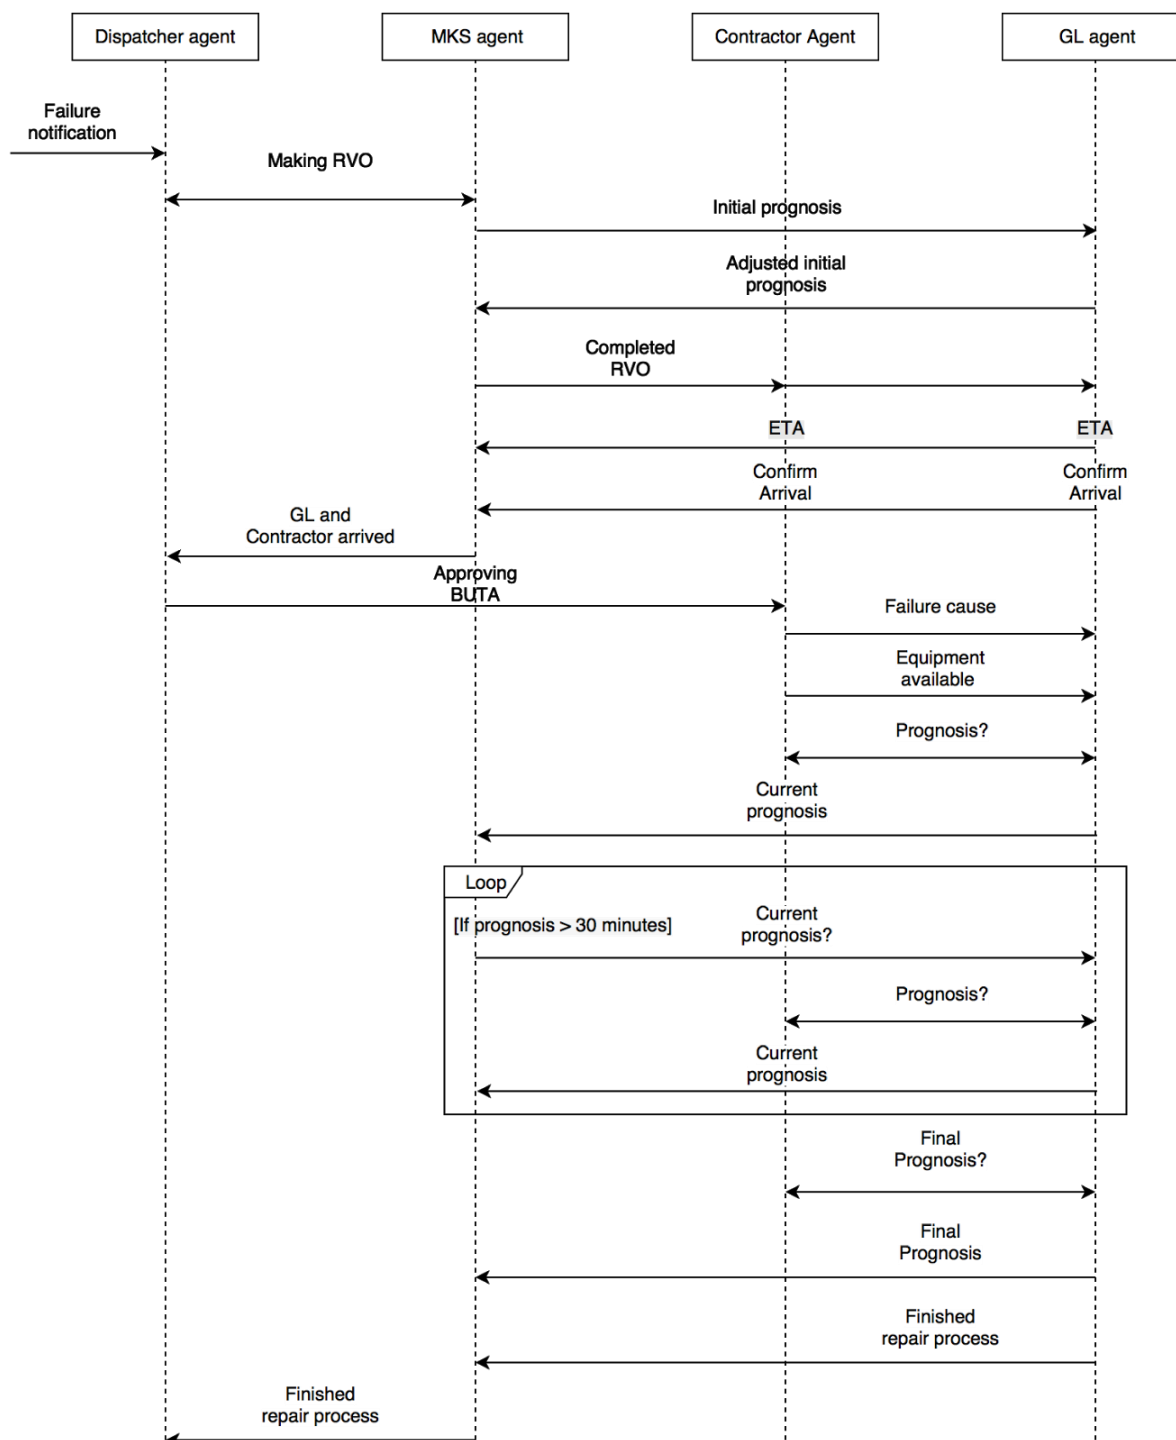 Dispatcher agent
MKS agent
Contractor Agent
GL agent
Failure
notification
Making RVO
Initial prognosis
Adjusted initial
prognosis
Completed
RVO
ETA
ETA
Confirm
Arrival
Confirm
Arrival
GL and
Contractor arrived
Approving
BUTA
Failure cause
Equipment
available
Prognosis?
Current
prognosis
Loop
[If prognosis > 30 minutes]
Current
prognosis?
Prognosis?
Current
prognosis
Final
Prognosis?
Final
Prognosis
Finished
repair process
Finished
repair process